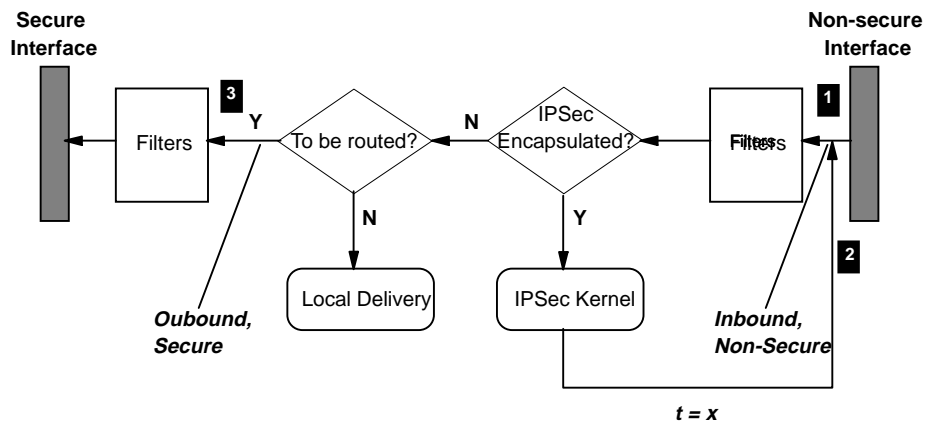 Secure
Interface
Non-secure
Interface
3
1
Y
N
Filters
To be routed?
IPSec
Encapsulated?
Filters
N
Y
2
Local Delivery
IPSec Kernel
Oubound,
Secure
Inbound,
Non-Secure
t = x